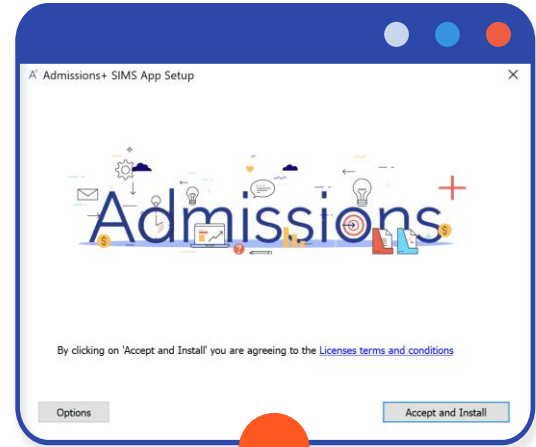 Admissions+ SIMS App Setup
Admissions+
By clicking on 'Accept and Install' you are agreeing to the Licenses terms and conditions
Options
Accept and Install